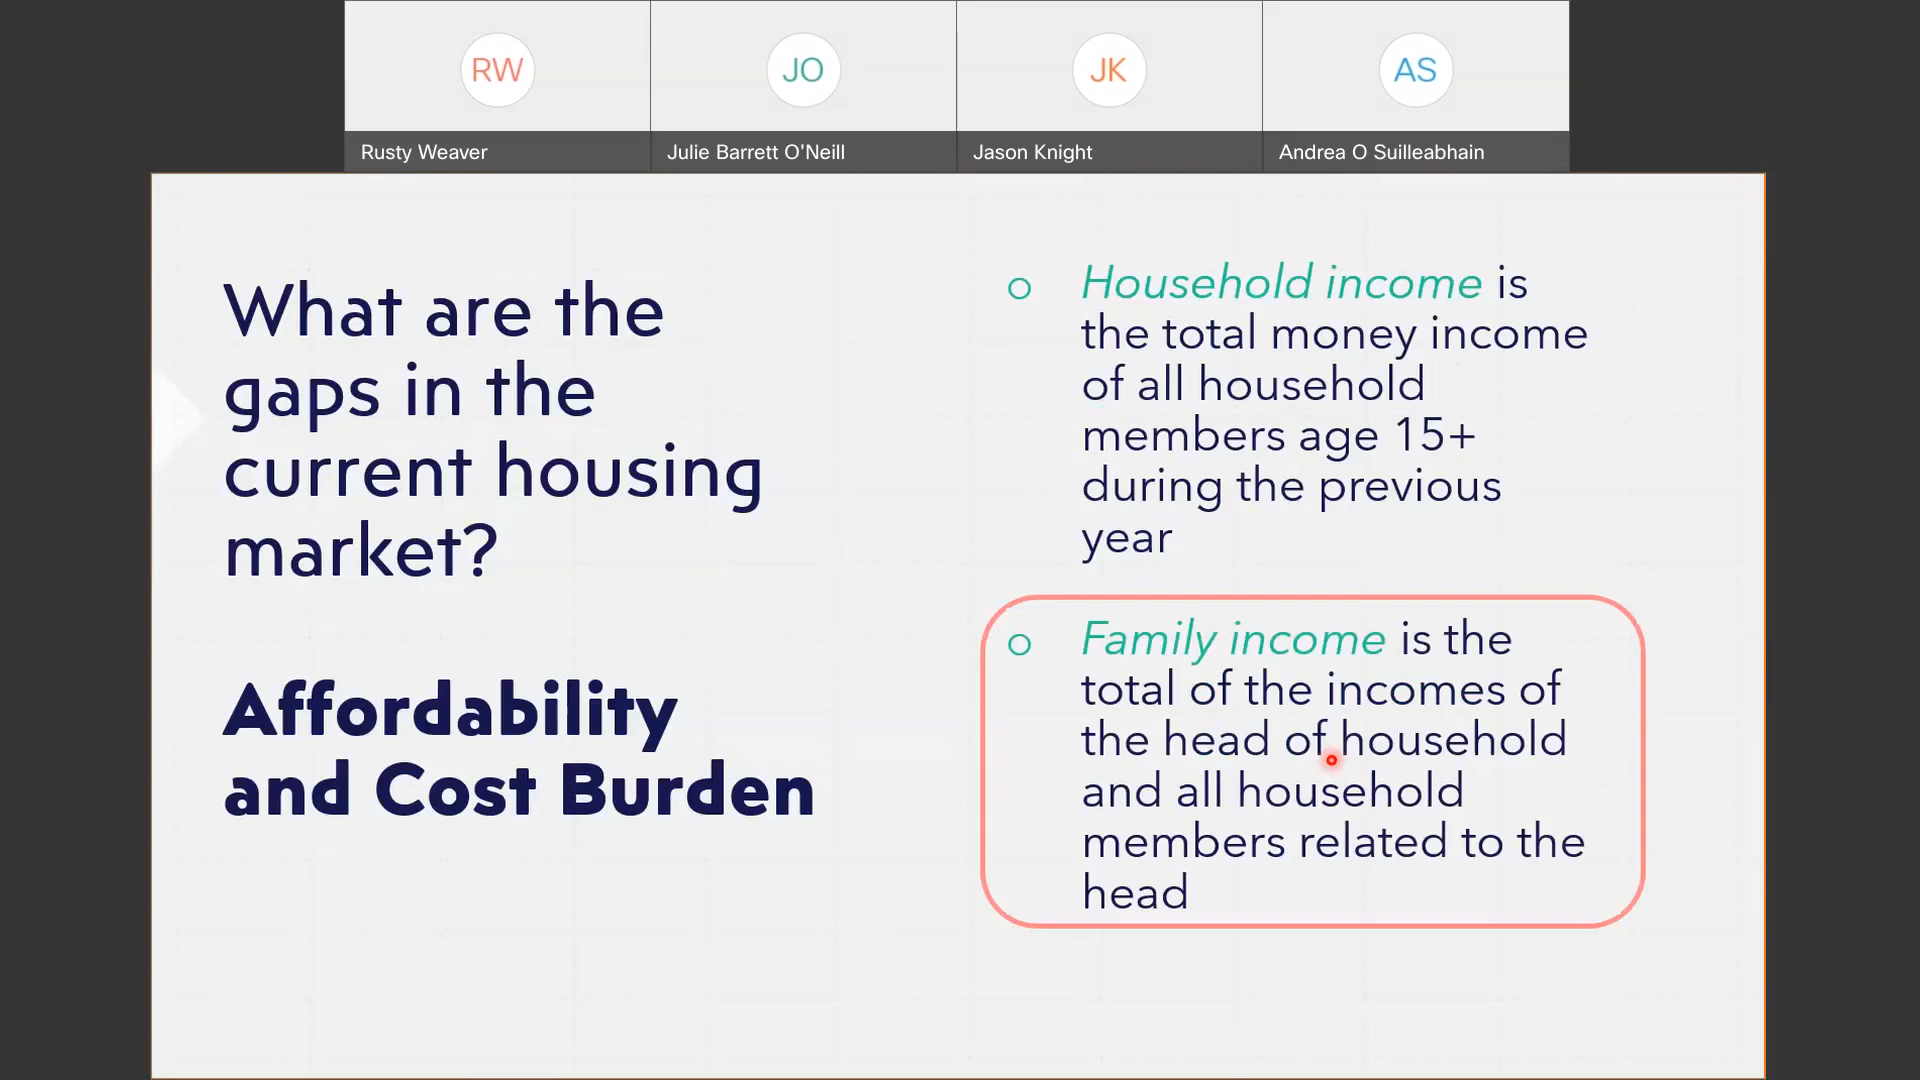 RW
JO
JK
AS
Rusty Weaver
Julie Barrett O'Neill
Jason Knight
Andrea O Suilleabhain
What are the
gaps in the
current housing
market?
Affordability
and Cost Burden
Household income is
the total money income
of all household
members age 15+
during the previous
year
Family income is the
total of the incomes of
the head of household
and all household
members related to the
head